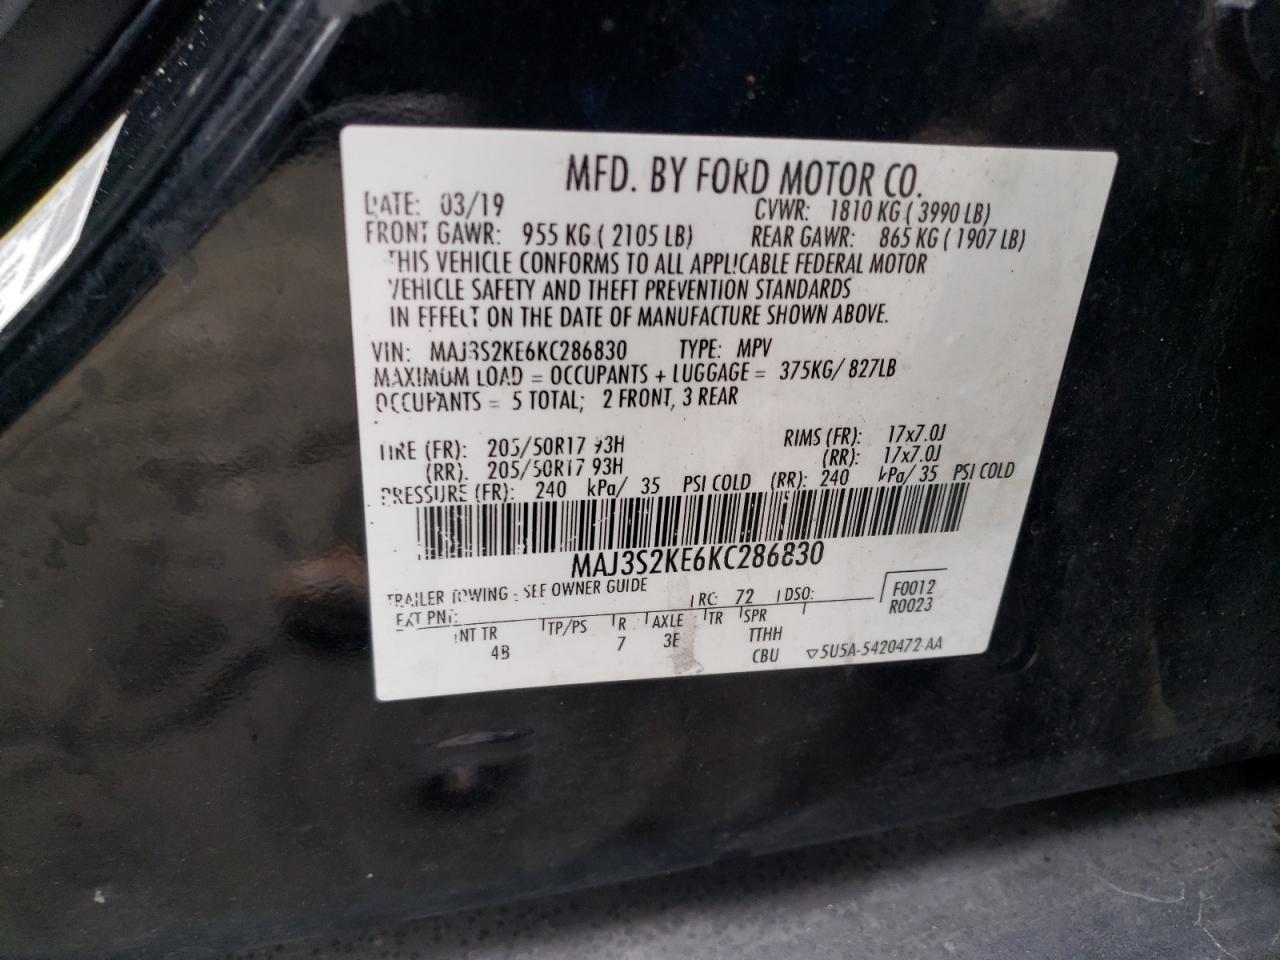 MFD. BY FORD MOTOR CO.
DATE: 03/19 GVWR: 1810 KG ( 3990 LB)
FRONT GAWR: 955 KG ( 2105 LB) REAR GAWR: 865 KG ( 1907 LB)
THIS VEHICLE CONFORMS TO ALL APPLICABLE FEDERAL MOTOR
VEHICLE SAFETY AND THEFT PREVENTION STANDARDS
IN EFFECT ON THE DATE OF MANUFACTURE SHOWN ABOVE.
VIN: MAJ3S2KE6KC286830 TYPE: MPV
MAXIMUM LOAD = OCCUPANTS + LUGGAGE = 375KG/ 827LB
OCCUPANTS = 5 TOTAL; 2 FRONT, 3 REAR
TIRE (FR): 205/50R17 93H RIMS (FR): 17x7.0J
(RR): 205/50R17 93H (RR): 17x7.0J
PRESSURE (FR): 240 kPa/ 35 PSI COLD (RR): 240 kPa/ 35 PSI COLD
MAJ3S2KE6KC286830
TRAILER TOWING - SEE OWNER GUIDE
EXT PNT: RC: 72 DSO: F0012
R0023
INT TR TP/PS R AXLE TR SPR
4B 7 3E TTHH
CBU ▽5U5A-5420472-AA